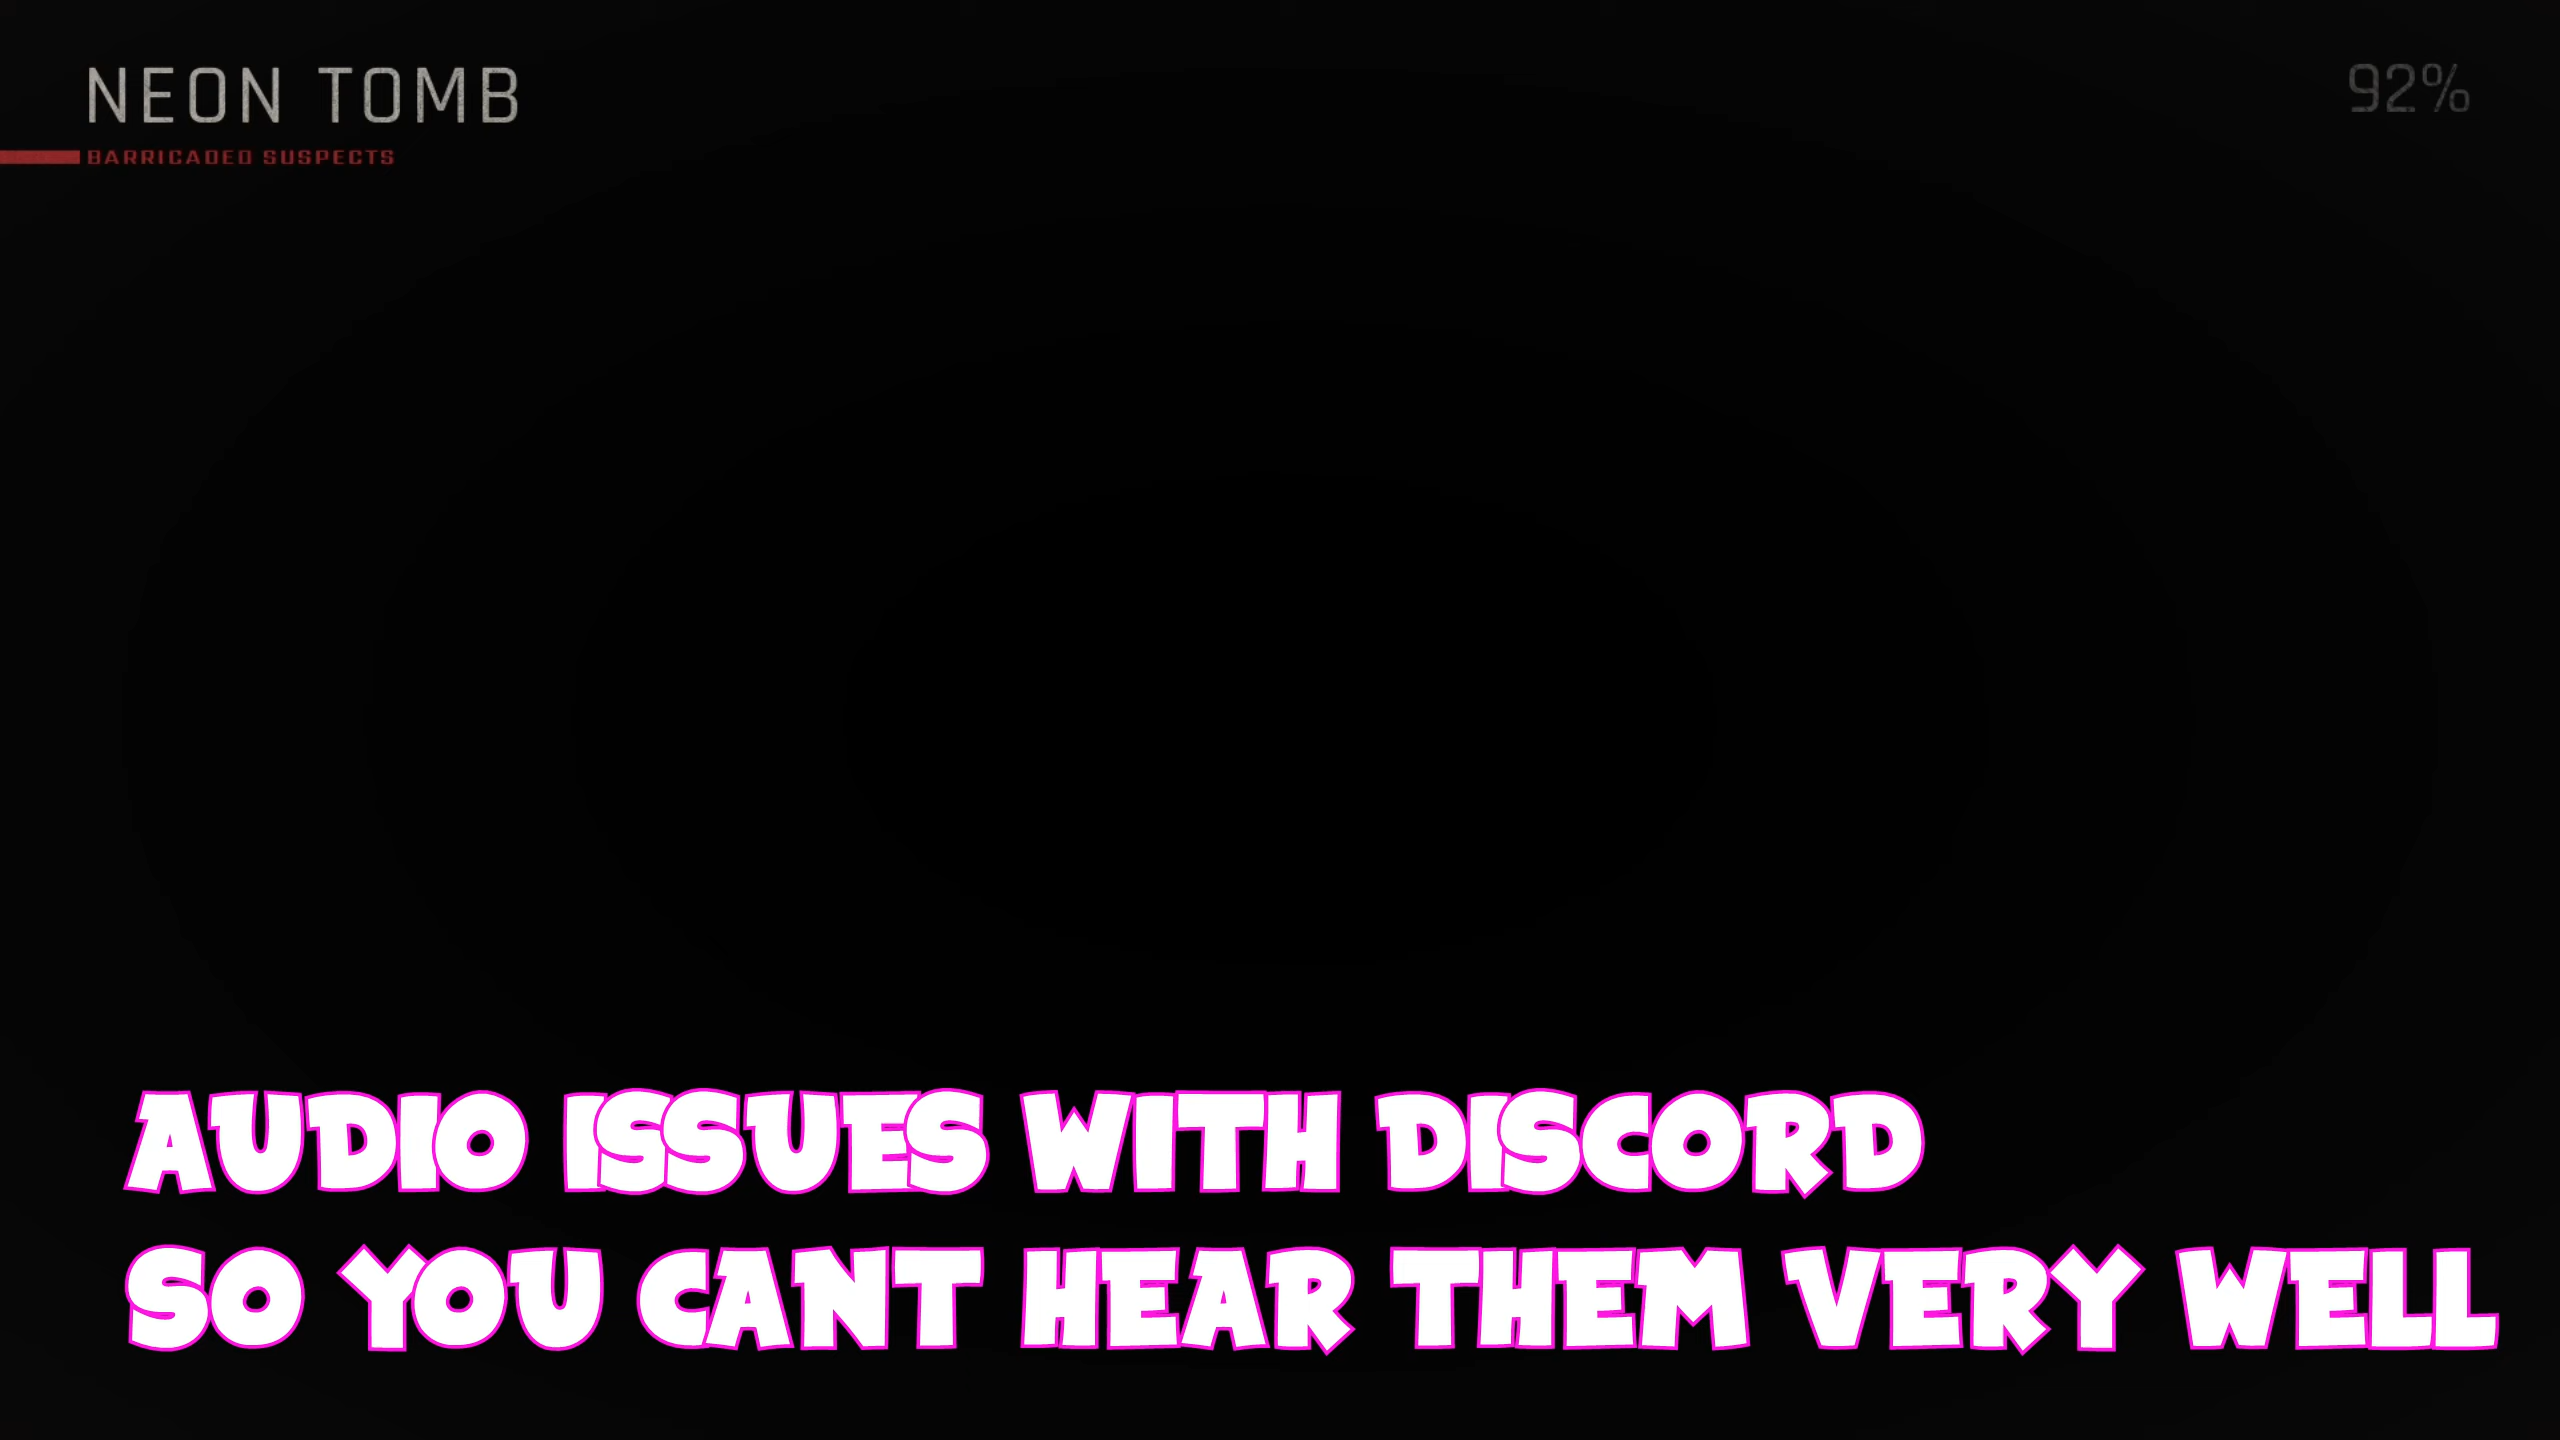 NEON TOMB
92%
BARRICADED SUSPECTS
AUDIO ISSUES WITH DISCORD
SO YOU CANT HEAR THEM VERY WELL